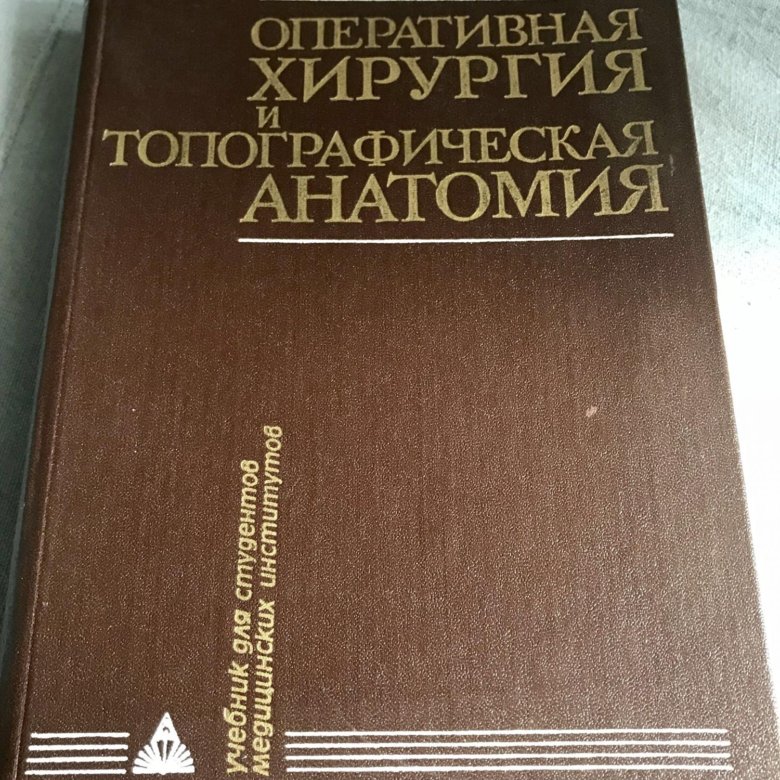 ОПЕРАТИВНАЯ
ХИРУРГИЯ
И
ТОПОГРАФИЧЕСКАЯ
АНАТОМИЯ
учебник для студентов
медицинских институтов